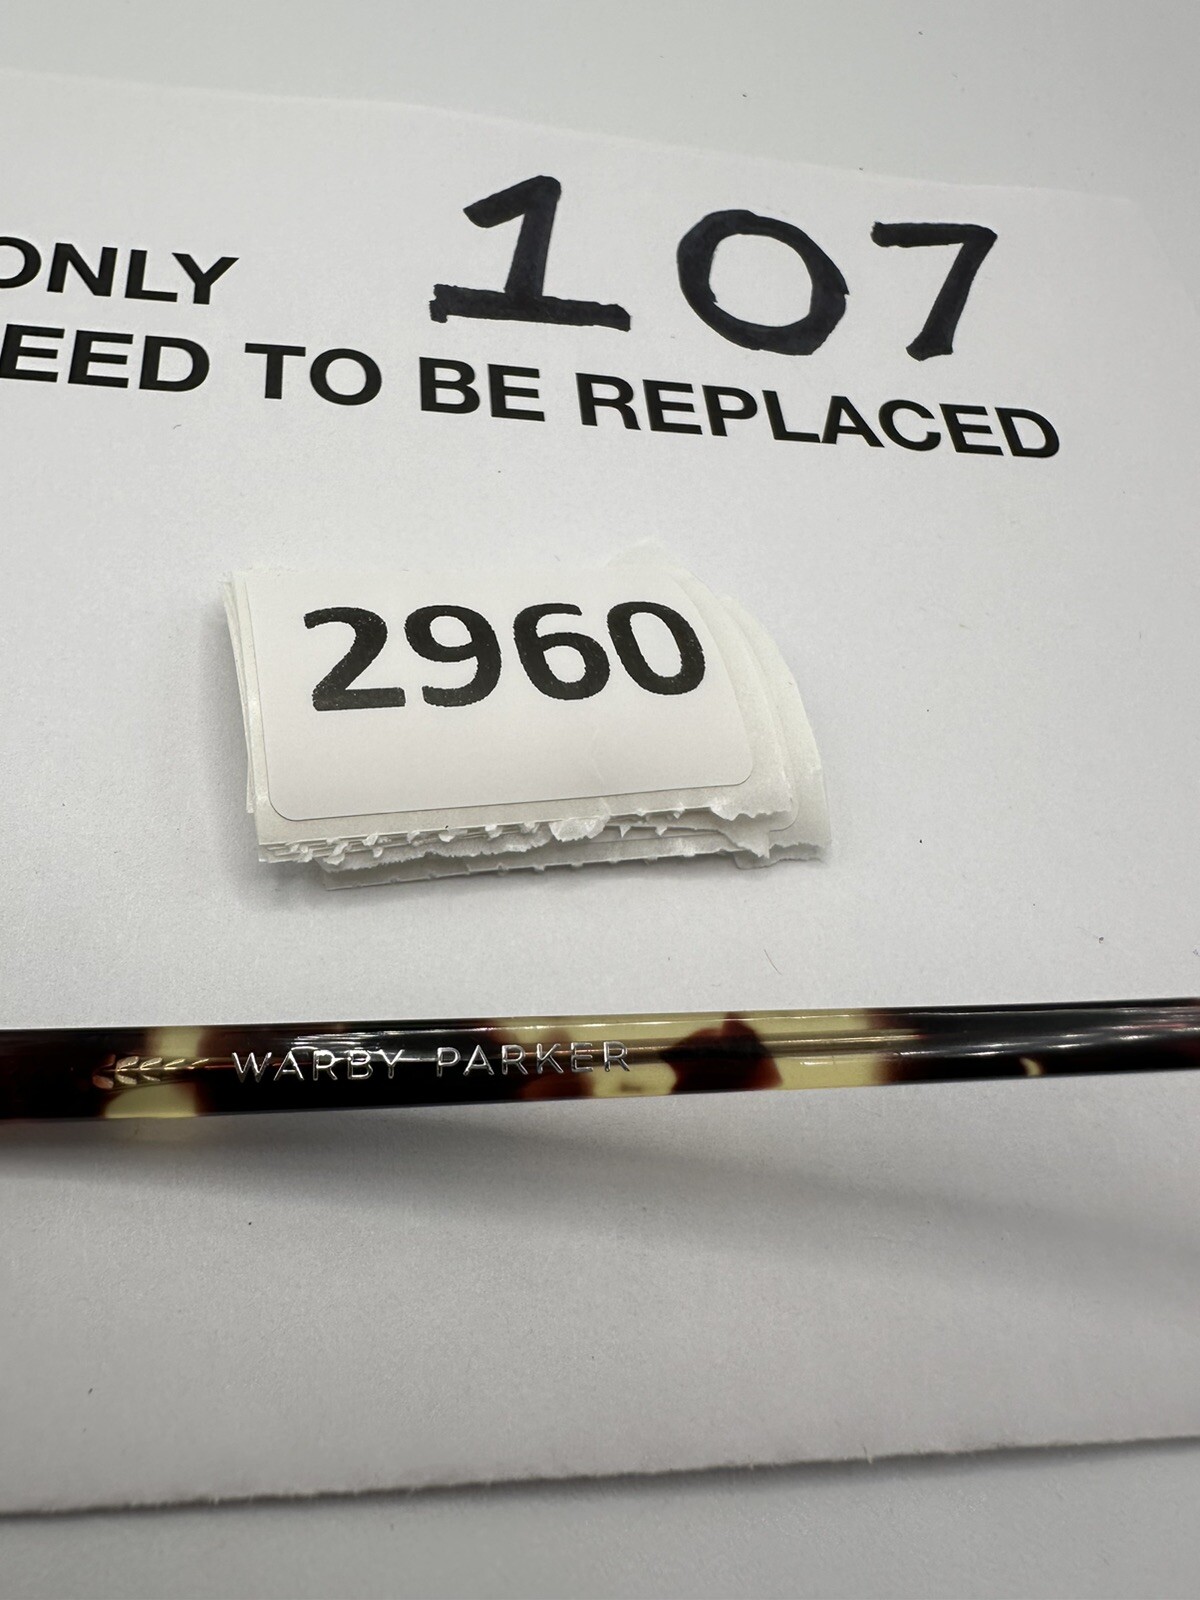 107
ONLY
EED TO BE REPLACED
2960
WARBY PARKER